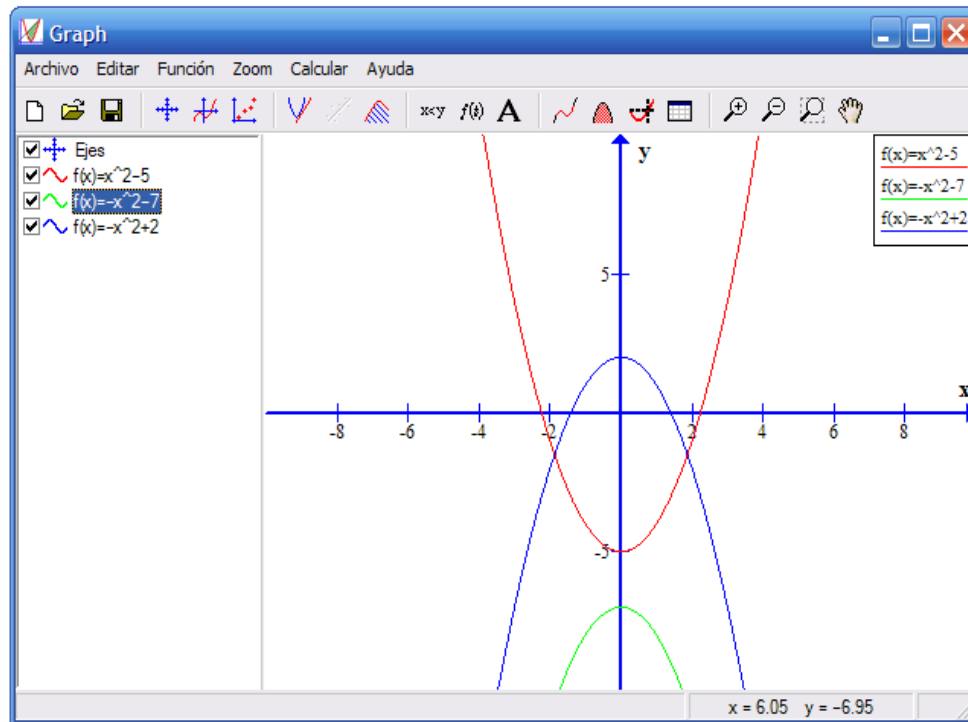 Graph
Archivo Editar Función Zoom Calcular Ayuda
x<y f(t) A
Ejes
f(x)=x^2-5
f(x)=-x^2-7
f(x)=-x^2+2
y
f(x)=x^2-5
f(x)=-x^2-7
f(x)=-x^2+2
5
x
-8 -6 -4 -2 2 4 6 8
-5
x = 6.05 y = -6.95